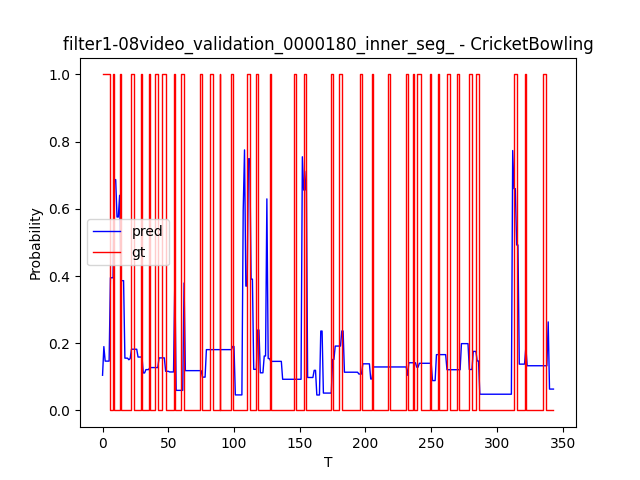 filter1-08video_validation_0000180_inner_seg_ - CricketBowling
1.0
0.8
0.6
0.4
0.2
0.0
Probability
pred
gt
0 50 100 150 200 250 300 350
T